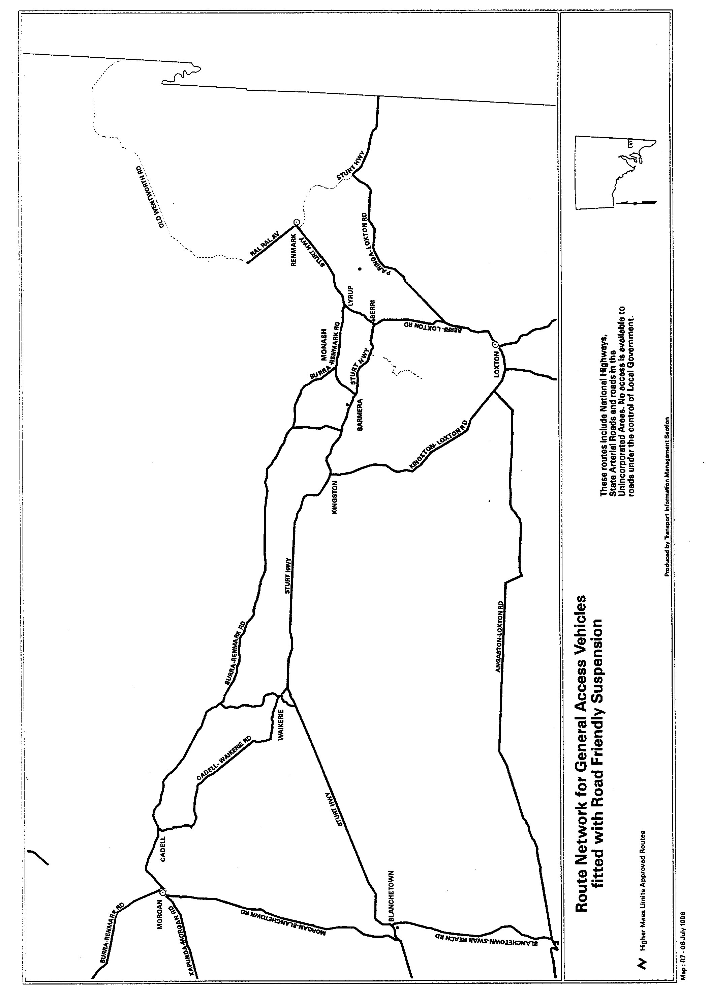 OLD WENTWORTH RD
STURT HWY
RAL RAL AV
RENMARK
STURT HWY
PARINGA-LOXTON RD
LYRUP
BERRI
BERRI-LOXTON RD
MONASH
BURRA-RENMARK RD
STURT HWY
BARMERA
LOXTON
KINGSTON-LOXTON RD
KINGSTON
STURT HWY
BURRA-RENMARK RD
ANGASTON-LOXTON RD
WAIKERIE
CADELL-WAIKERIE RD
STURT HWY
CADELL
MORGAN
BURRA-RENMARK RD
KAPUNDA-MORGAN RD
MORGAN-BLANCHETOWN RD
BLANCHETOWN
BLANCHETOWN-SWAN REACH RD
Route Network for General Access Vehicles
fitted with Road Friendly Suspension
Higher Mass Limits Approved Routes
These routes include National Highways,
State Arterial Roads and roads in the
Unincorporated Areas. No access is available to
roads under the control of Local Government.
R7
N
Produced by Transport Information Management Section
Map : R7 - 06 July 1999